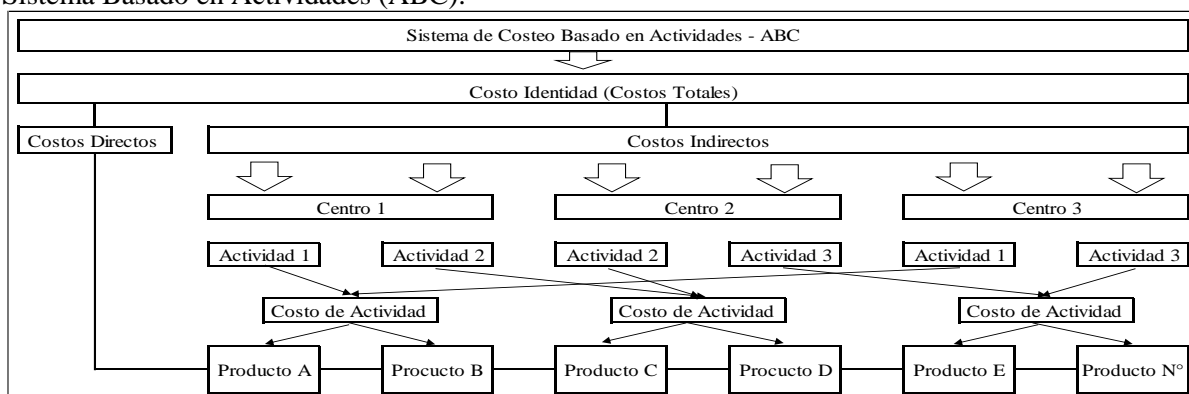 Sistema Basado en Actividades (ABC).
Sistema de Costeo Basado en Actividades - ABC
Costo Identidad (Costos Totales)
Costos Directos
Costos Indirectos
Centro 1
Centro 2
Centro 3
Actividad 1
Actividad 2
Actividad 2
Actividad 3
Actividad 1
Actividad 3
Costo de Actividad
Costo de Actividad
Costo de Actividad
Producto A
Procucto B
Producto C
Procucto D
Producto E
Producto N°